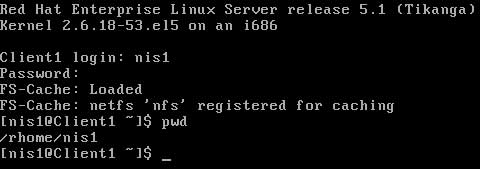 Red Hat Enterprise Linux Server release 5.1 (Tikanga)
Kernel 2.6.18-53.el5 on an i686
Client1 login: nis1
Password:
FS-Cache: Loaded
FS-Cache: netfs 'nfs' registered for caching
[nis1@Client1 ~]$ pwd
/rhome/nis1
[nis1@Client1 ~]$ _